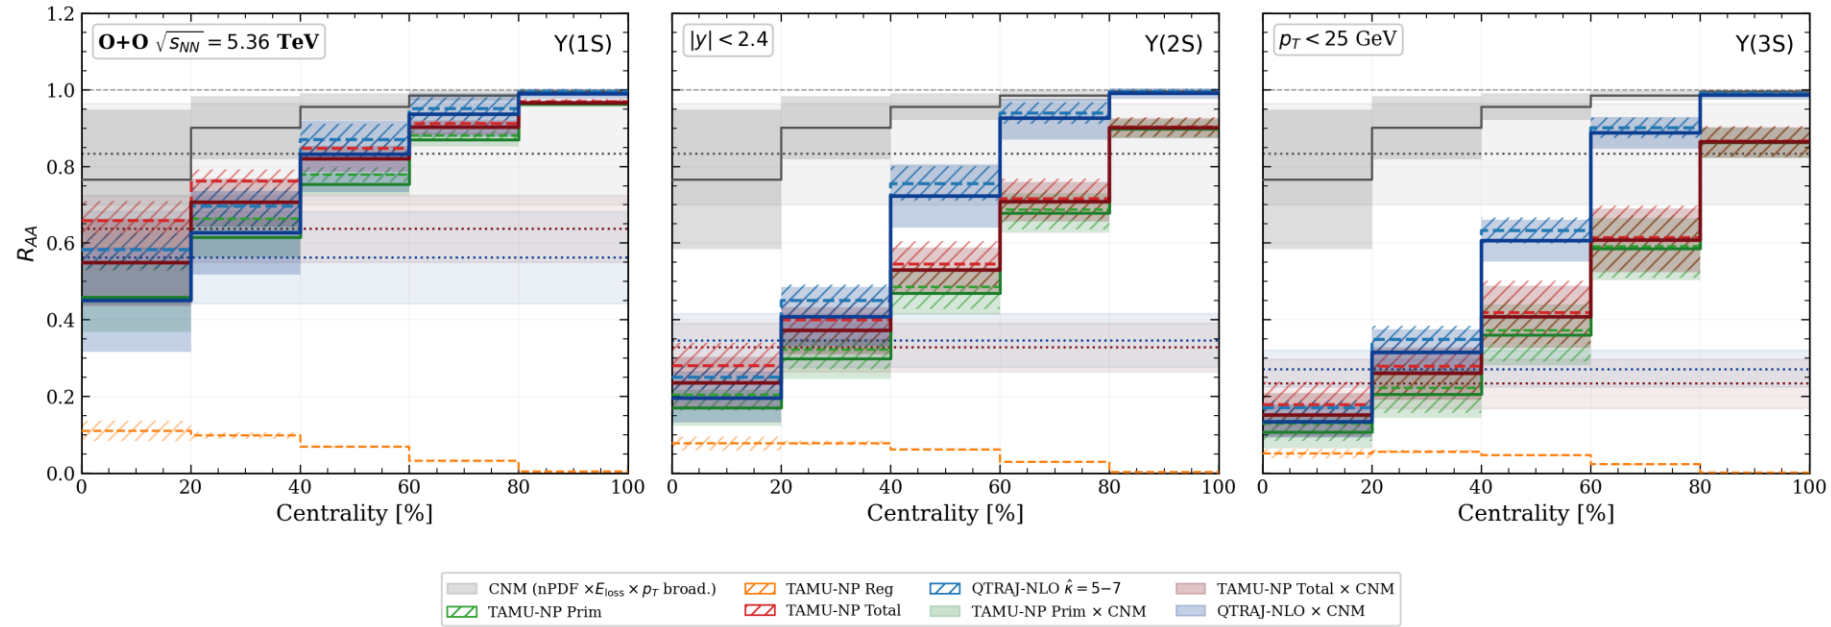 O+O √s_NN = 5.36 TeV
Υ(1S)
|y| < 2.4
Υ(2S)
p_T < 25 GeV
Υ(3S)
1.2
1.0
0.8
0.6
0.4
0.2
0.0
R_AA
0 20 40 60 80 100
0 20 40 60 80 100
0 20 40 60 80 100
Centrality [%]
Centrality [%]
Centrality [%]
CNM (nPDF ×E_loss × p_T broad.)
TAMU-NP Prim
TAMU-NP Reg
TAMU-NP Total
QTRAJ-NLO κ̂ = 5−7
TAMU-NP Prim × CNM
TAMU-NP Total × CNM
QTRAJ-NLO × CNM